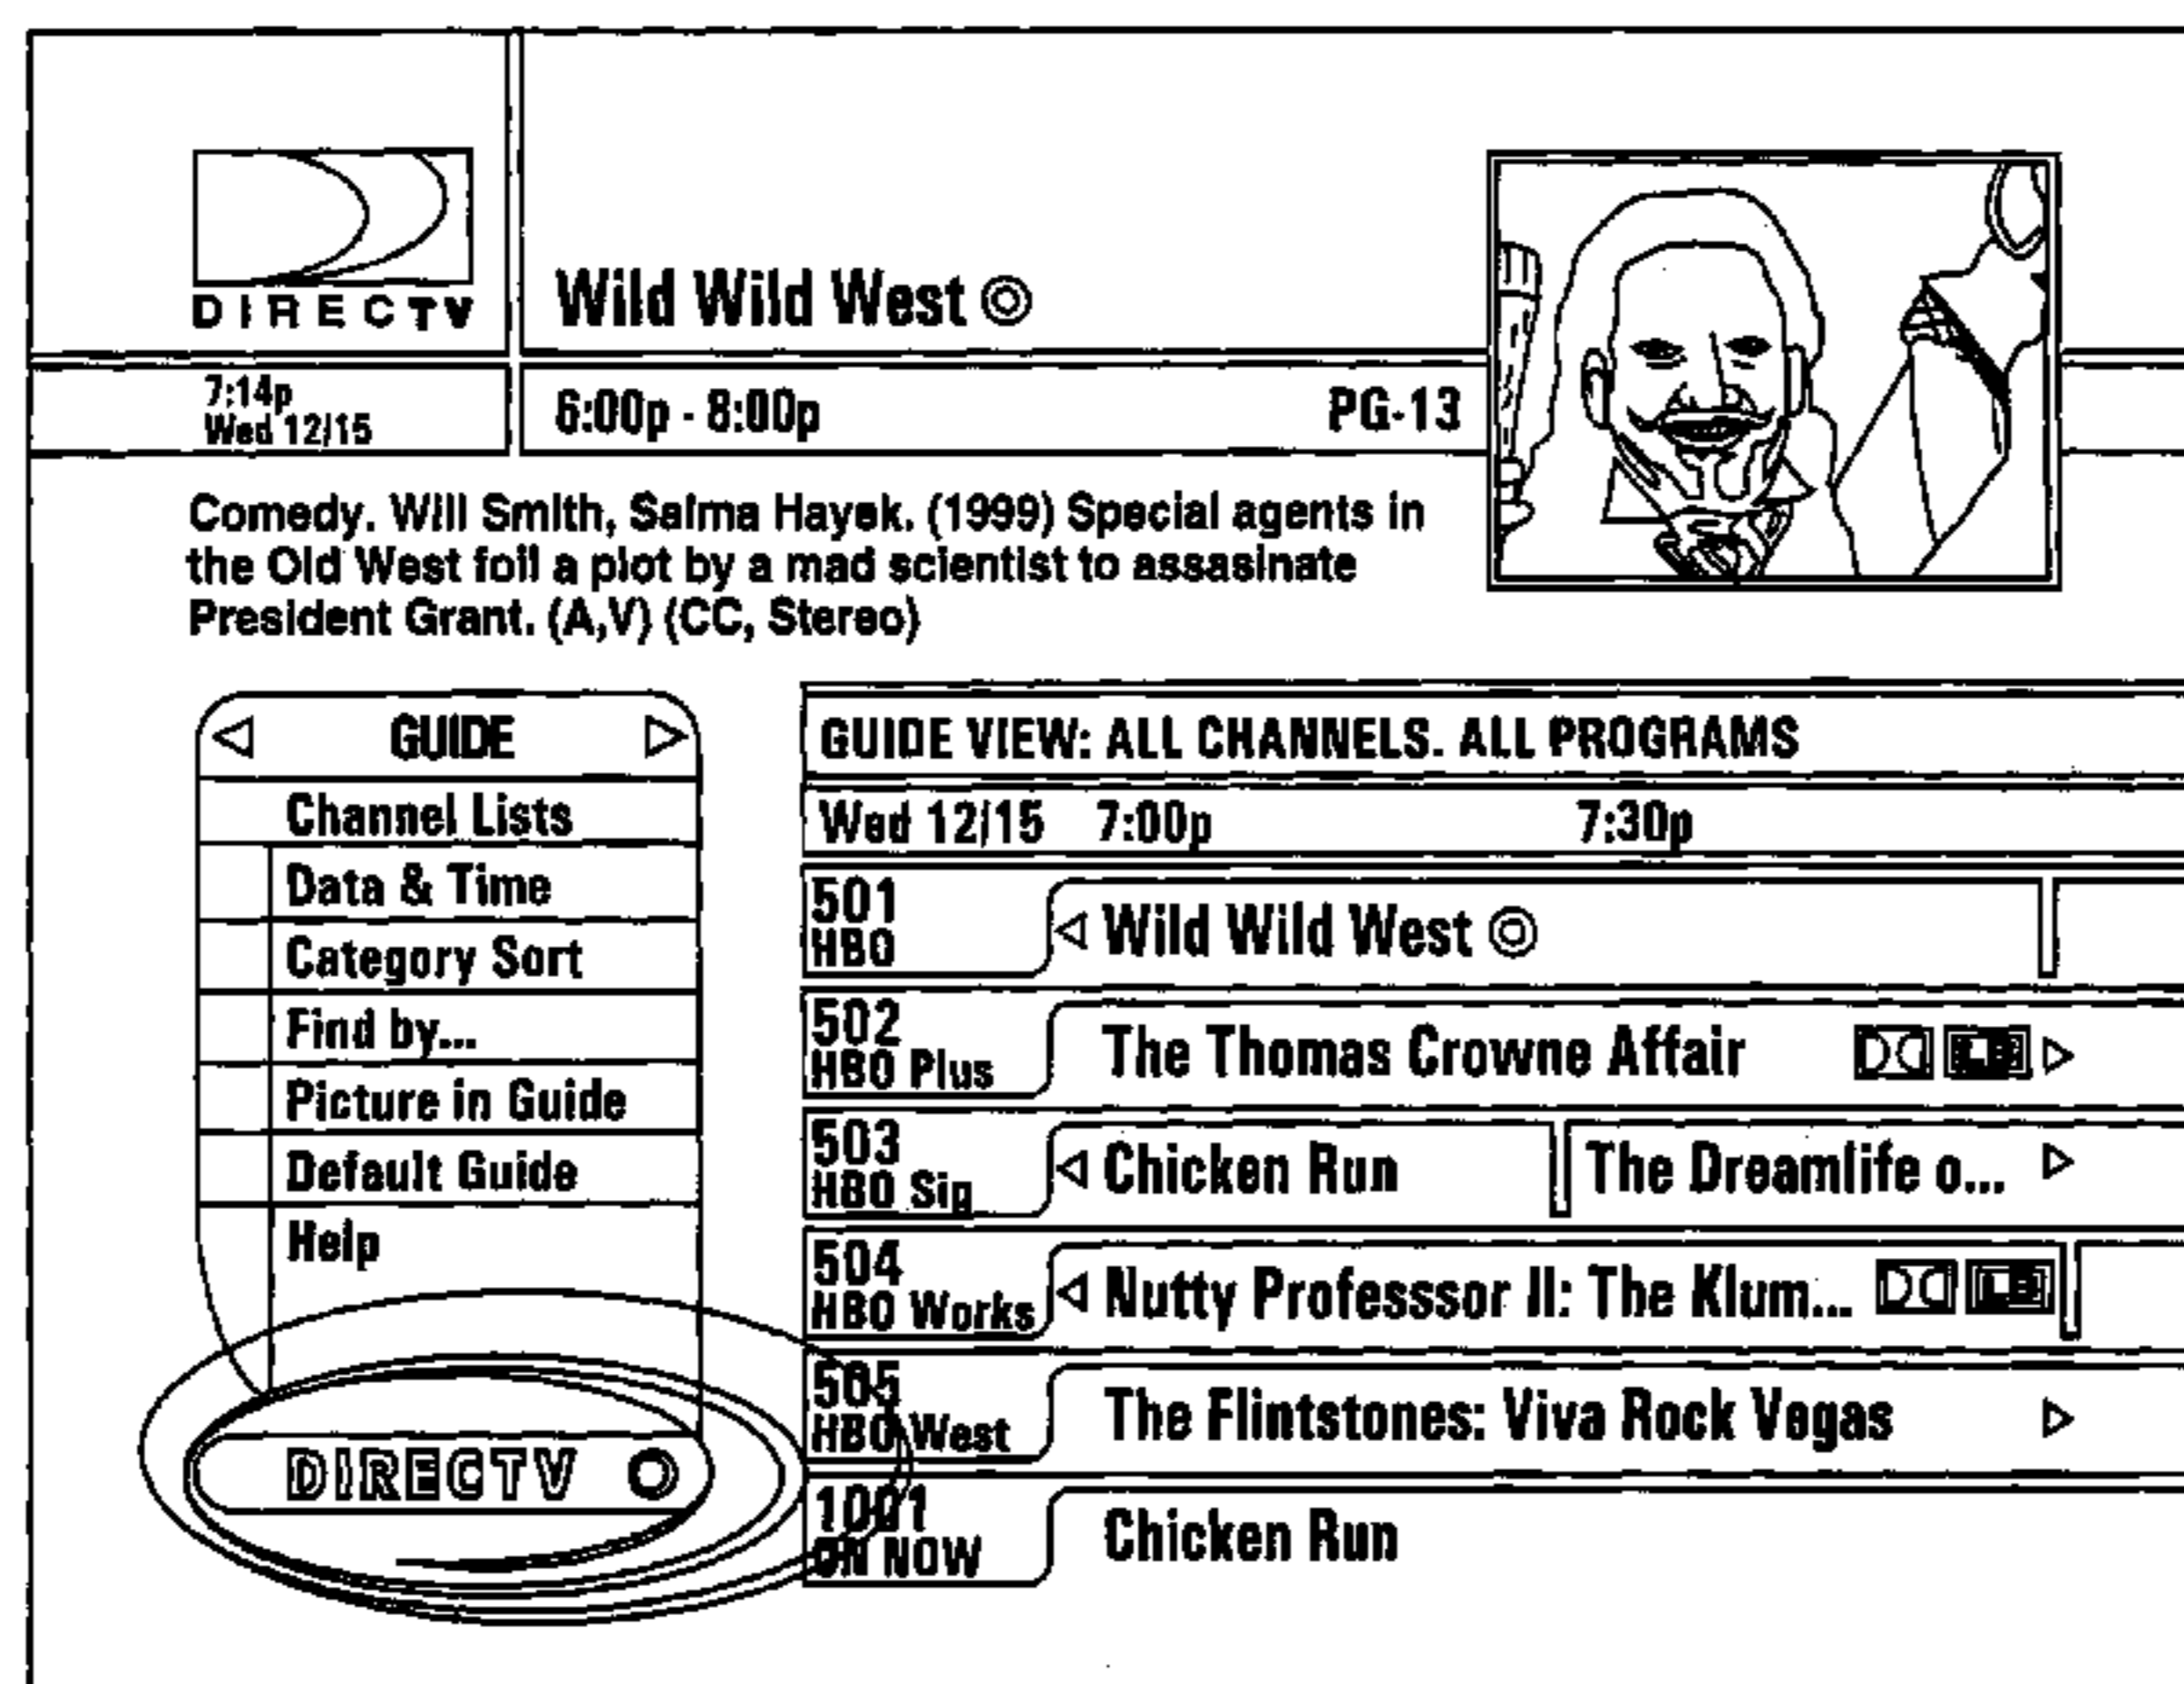 DIRECTV
Wild Wild West
7:14p
Wed 12/15
6:00p - 8:00p
PG-13
Comedy. Will Smith, Selma Hayek. (1999) Special agents in
the Old West foil a plot by a mad scientist to assasinate
President Grant. (A,V) (CC, Stereo)
GUIDE
Channel Lists
Data & Time
Category Sort
Find by...
Picture in Guide
Default Guide
Help
DIRECTV
GUIDE VIEW: ALL CHANNELS. ALL PROGRAMS
Wed 12/15 7:00p 7:30p
501
HBO
Wild Wild West
502
HBO Plus
The Thomas Crowne Affair
503
HBO Sig
Chicken Run
The Dreamlife o...
504
HBO Works
Nutty Professsor II: The Klum...
505
HBO West
The Flintstones: Viva Rock Vegas
1001
ON NOW
Chicken Run